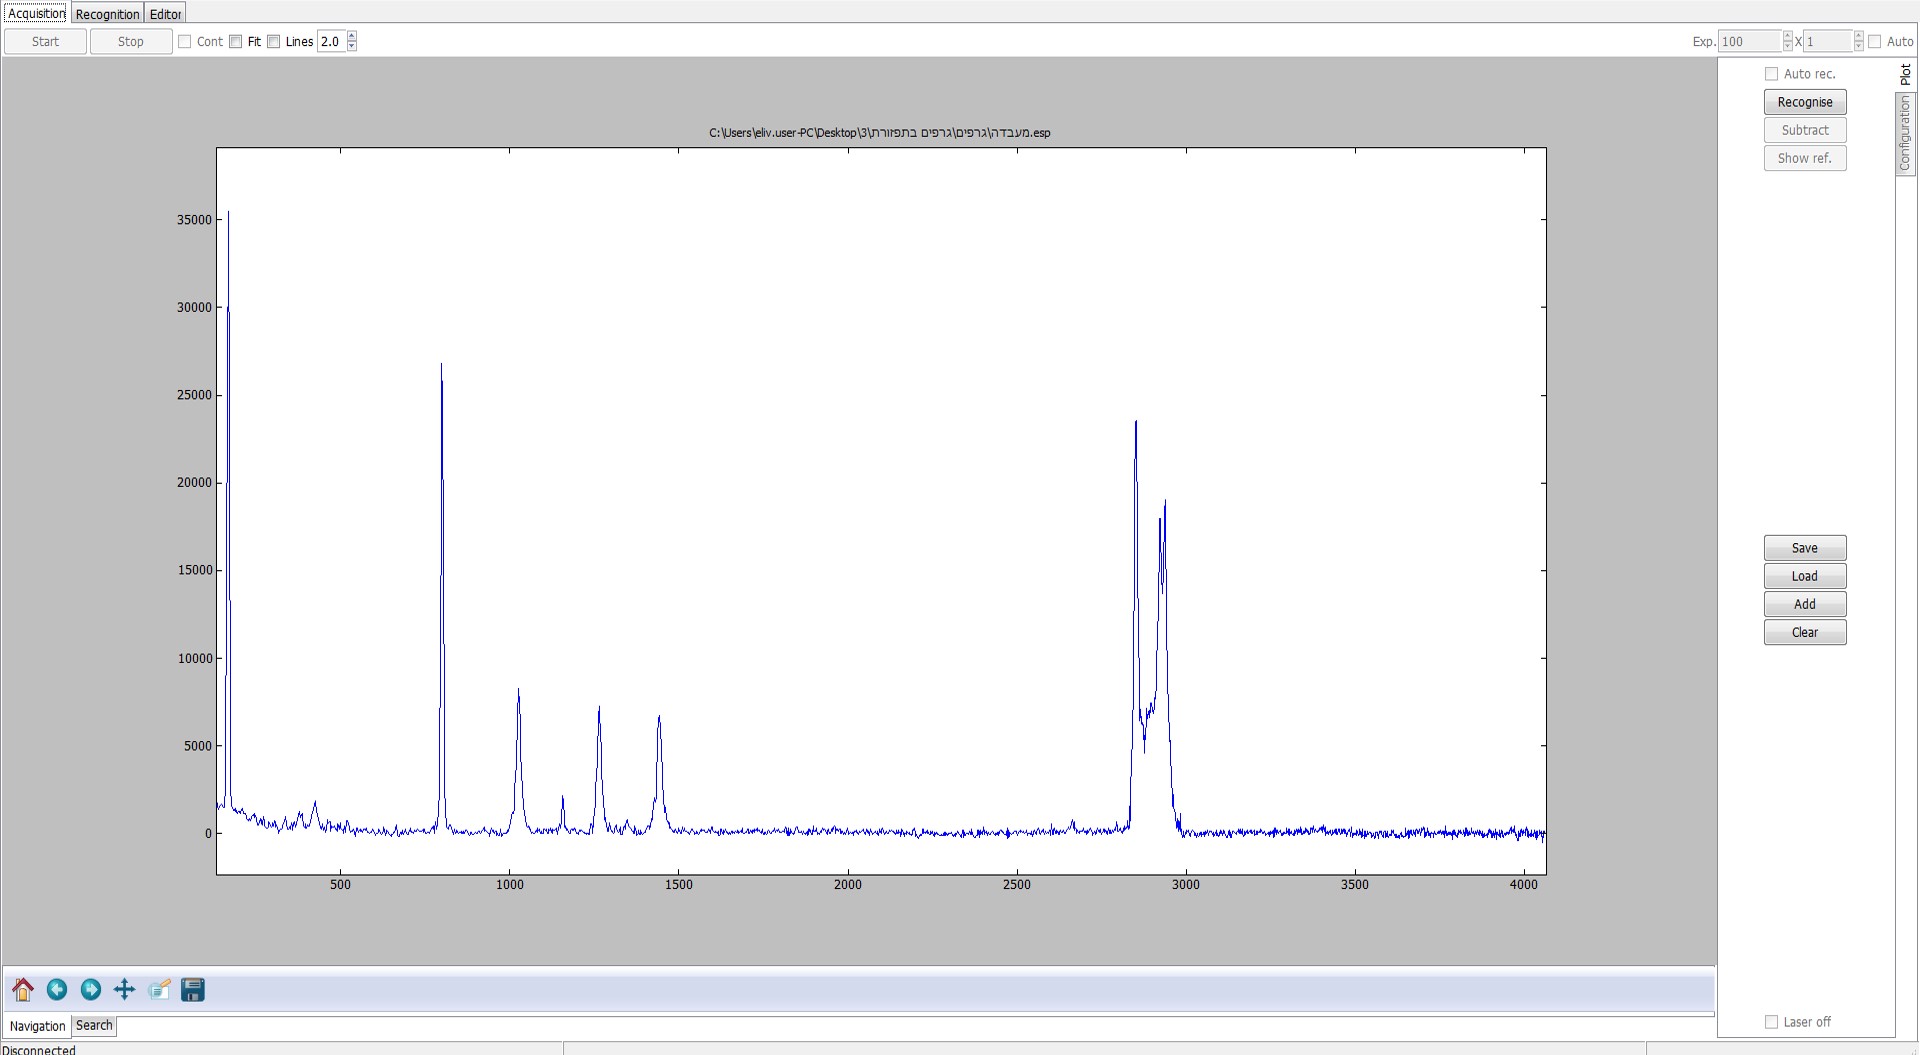 Acquisition Recognition Editor
Start Stop Cont Fit Lines 2.0 Exp. 100 X 1 Auto
Plot
Configuration
Auto rec.
Recognise
Subtract
Show ref.
C:\Users\eliv.user-PC\Desktop\3\מעבדה\גרפים\גרפים בתפזורת.esp
35000
30000
25000
20000
15000
10000
5000
0
500 1000 1500 2000 2500 3000 3500 4000
Save
Load
Add
Clear
Laser off
Navigation Search
Disconnected